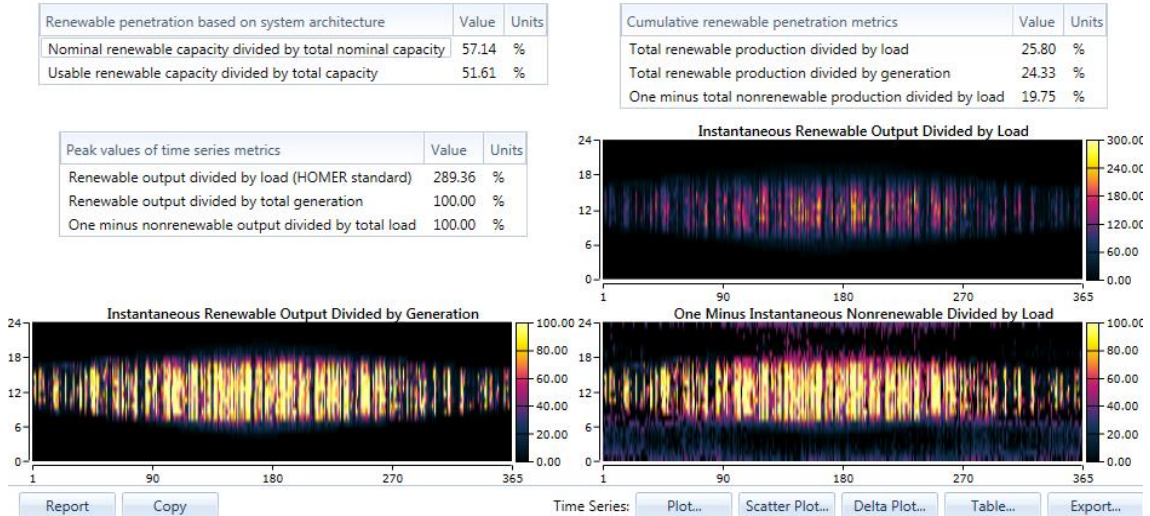 Renewable penetration based on system architecture Value Units
Nominal renewable capacity divided by total nominal capacity 57.14 %
Usable renewable capacity divided by total capacity 51.61 %
Cumulative renewable penetration metrics Value Units
Total renewable production divided by load 25.80 %
Total renewable production divided by generation 24.33 %
One minus total nonrenewable production divided by load 19.75 %
Peak values of time series metrics Value Units
Renewable output divided by load (HOMER standard) 289.36 %
Renewable output divided by total generation 100.00 %
One minus nonrenewable output divided by total load 100.00 %
Instantaneous Renewable Output Divided by Load
24 300.00
18 240.00
12 180.00
120.00
6 60.00
0 0.00
1 90 180 270 365
Instantaneous Renewable Output Divided by Generation
24 100.00
18 80.00
12 60.00
40.00
6 20.00
0 0.00
1 90 180 270 365
One Minus Instantaneous Nonrenewable Divided by Load
24 100.00
18 80.00
12 60.00
40.00
6 20.00
0 0.00
1 90 180 270 365
Report Copy Time Series: Plot... Scatter Plot... Delta Plot... Table... Export...